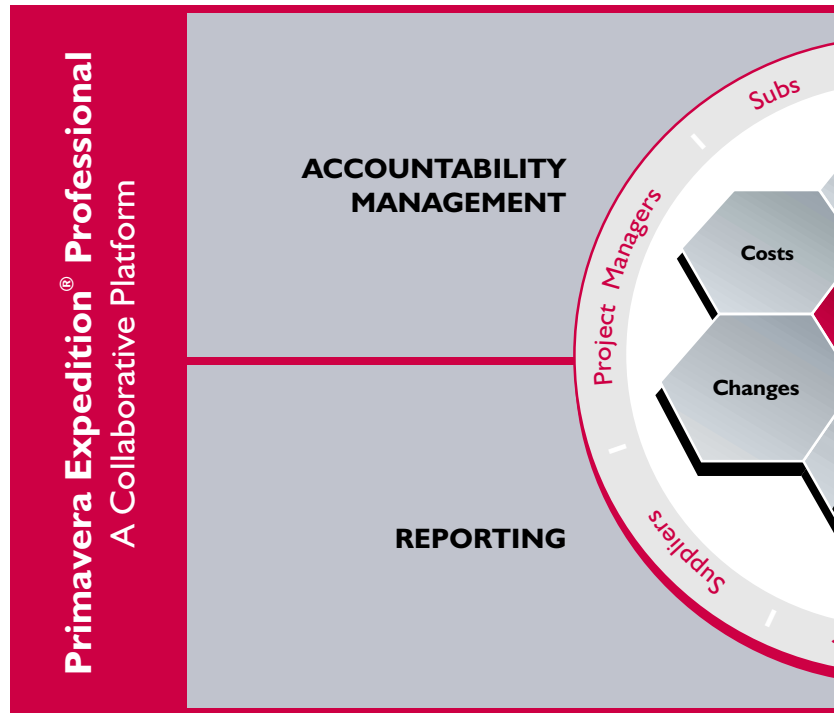 Primavera Expedition® Professional
A Collaborative Platform
ACCOUNTABILITY
MANAGEMENT
REPORTING
Subs
Project Managers
Suppliers
Costs
Changes